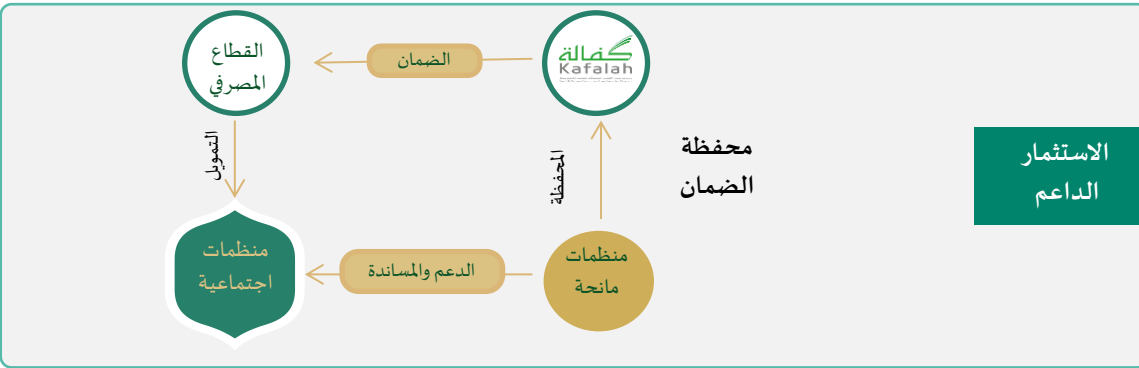 الاستثمار
الداعم
محفظة
الضمان
كفالة
Kafalah
الضمان
القطاع
المصرفي
المحفظة
التمويل
منظمات
مانحة
الدعم والمساندة
منظمات
اجتماعية